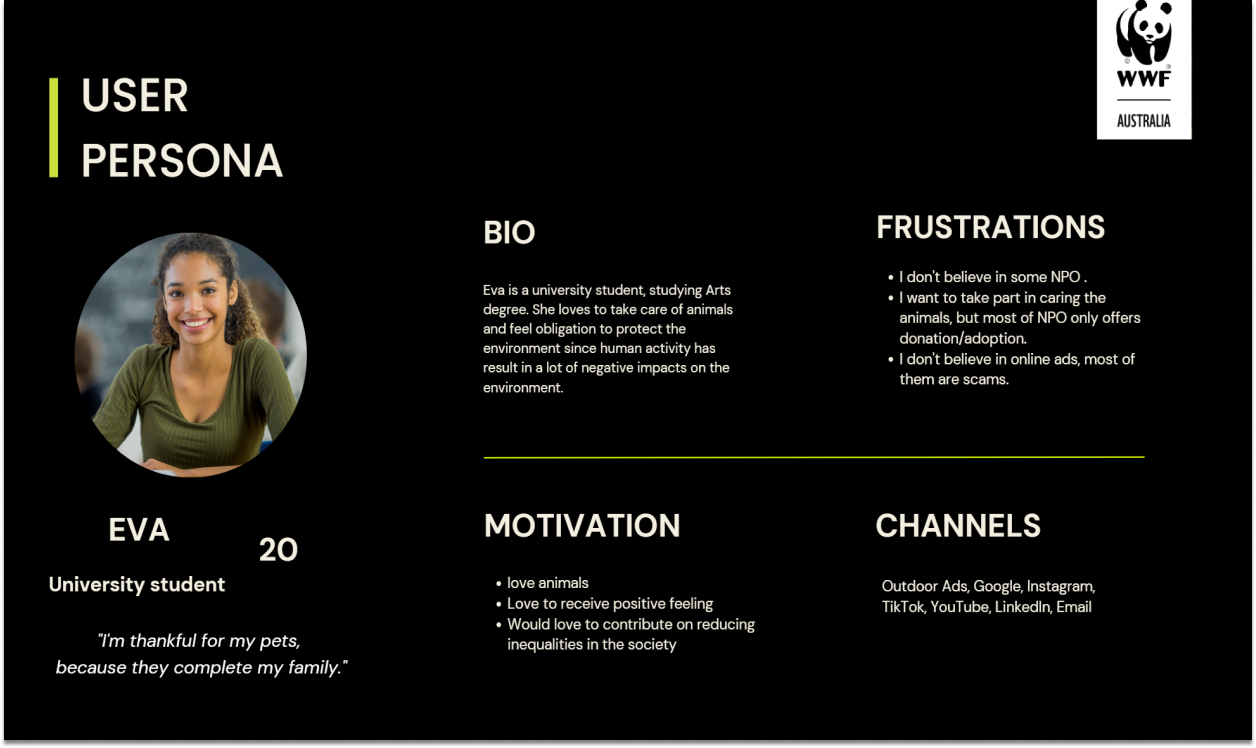 WWF
AUSTRALIA
USER
PERSONA
EVA
20
University student
"I'm thankful for my pets,
because they complete my family."
BIO
Eva is a university student, studying Arts
degree. She loves to take care of animals
and feel obligation to protect the
environment since human activity has
result in a lot of negative impacts on the
environment.
FRUSTRATIONS
• I don't believe in some NPO .
• I want to take part in caring the
animals, but most of NPO only offers
donation/adoption.
• I don't believe in online ads, most of
them are scams.
MOTIVATION
• love animals
• Love to receive positive feeling
• Would love to contribute on reducing
inequalities in the society
CHANNELS
Outdoor Ads, Google, Instagram,
TikTok, YouTube, LinkedIn, Email